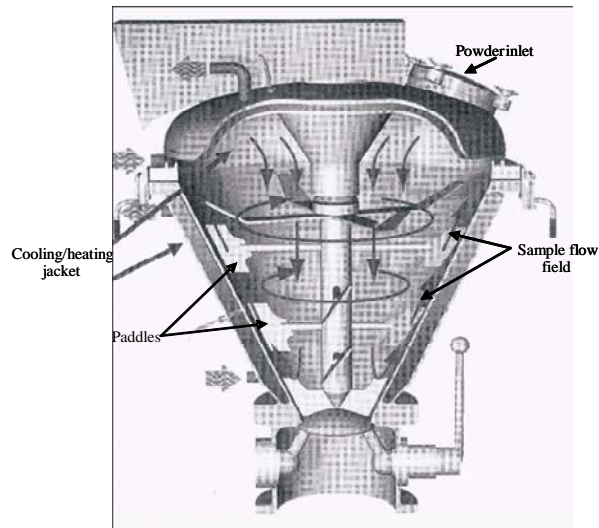 Powderinlet
Cooling/heating
jacket
Sample flow
field
Paddles